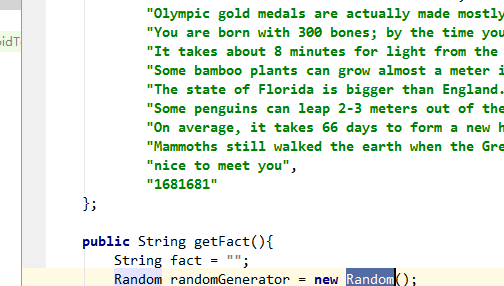 "Olympic gold medals are actually made mostly
"You are born with 300 bones; by the time you
"It takes about 8 minutes for light from the
"Some bamboo plants can grow almost a meter i
"The state of Florida is bigger than England.
"Some penguins can leap 2-3 meters out of the
"On average, it takes 66 days to form a new h
"Mammoths still walked the earth when the Gre
"nice to meet you",
"1681681"
};
public String getFact(){
String fact = "";
Random randomGenerator = new Random();